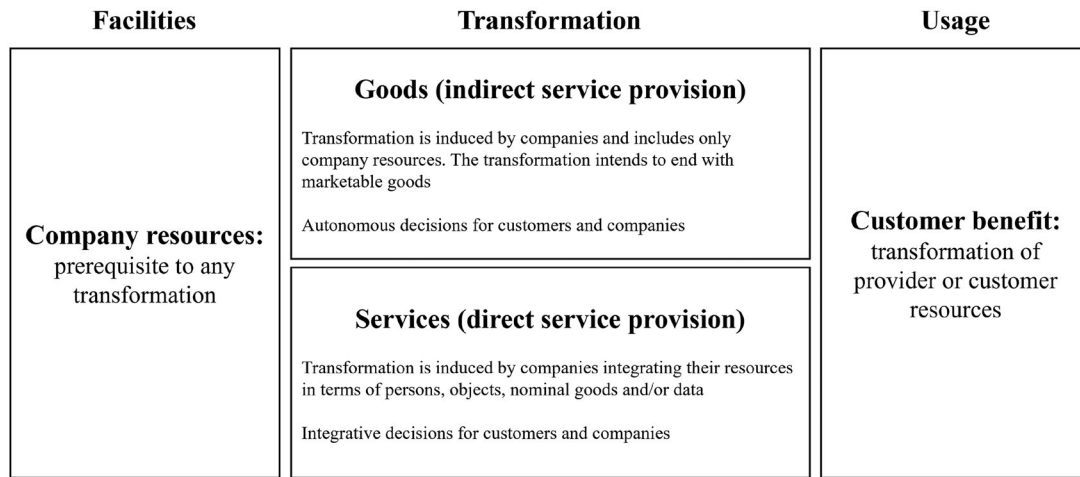 Facilities
Transformation
Usage
Company resources:
prerequisite to any
transformation
Goods (indirect service provision)
Transformation is induced by companies and includes only
company resources. The transformation intends to end with
marketable goods
Autonomous decisions for customers and companies
Services (direct service provision)
Transformation is induced by companies integrating their resources
in terms of persons, objects, nominal goods and/or data
Integrative decisions for customers and companies
Customer benefit:
transformation of
provider or customer
resources